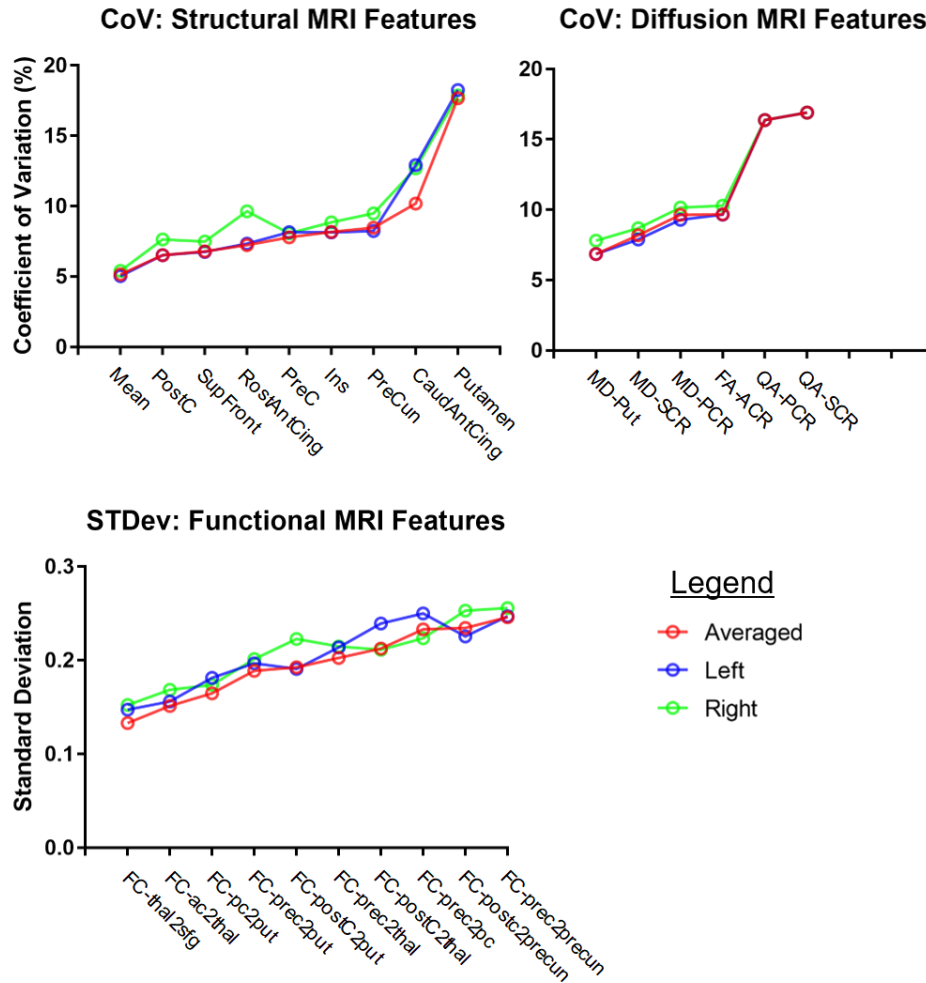 CoV: Structural MRI Features
Coefficient of Variation (%)
20
15
10
5
0
Mean
PostC
SupFront
RostAntCing
PreC
Ins
PreCun
CaudAntCing
Putamen
CoV: Diffusion MRI Features
20
15
10
5
0
MD-Put
MD-SCR
MD-PCR
FA-ACR
QA-PCR
QA-SCR
STDev: Functional MRI Features
Standard Deviation
0.3
0.2
0.1
0.0
FC-thal2sfg
FC-ac2thal
FC-pc2put
FC-prec2put
FC-postC2put
FC-prec2thal
FC-postC2thal
FC-prec2pc
FC-postc2precun
FC-prec2precun
Legend
Averaged
Left
Right